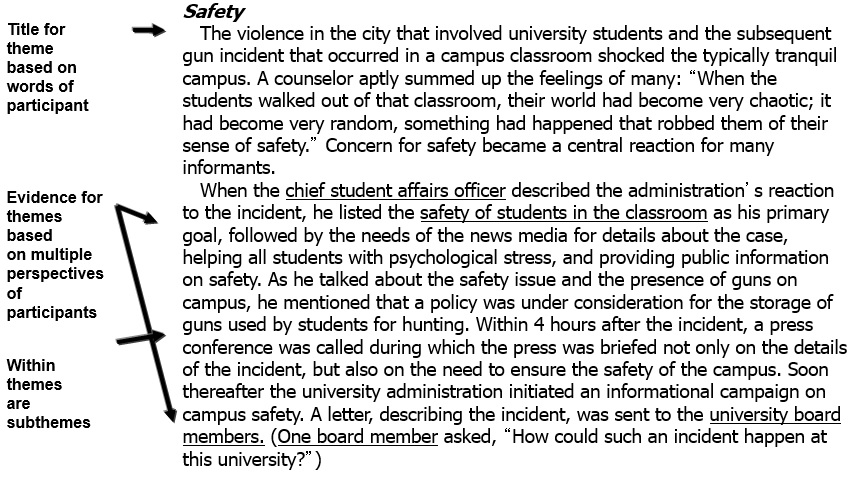 Title for
theme
based on
words of
participant
Evidence for
themes
based
on multiple
perspectives
of
participants
Within
themes
are
subthemes
Safety
The violence in the city that involved university students and the subsequent
gun incident that occurred in a campus classroom shocked the typically tranquil
campus. A counselor aptly summed up the feelings of many: “When the
students walked out of that classroom, their world had become very chaotic; it
had become very random, something had happened that robbed them of their
sense of safety.” Concern for safety became a central reaction for many
informants.
When the chief student affairs officer described the administration’s reaction
to the incident, he listed the safety of students in the classroom as his primary
goal, followed by the needs of the news media for details about the case,
helping all students with psychological stress, and providing public information
on safety. As he talked about the safety issue and the presence of guns on
campus, he mentioned that a policy was under consideration for the storage of
guns used by students for hunting. Within 4 hours after the incident, a press
conference was called during which the press was briefed not only on the details
of the incident, but also on the need to ensure the safety of the campus. Soon
thereafter the university administration initiated an informational campaign on
campus safety. A letter, describing the incident, was sent to the university board
members. (One board member asked, “How could such an incident happen at
this university?”)